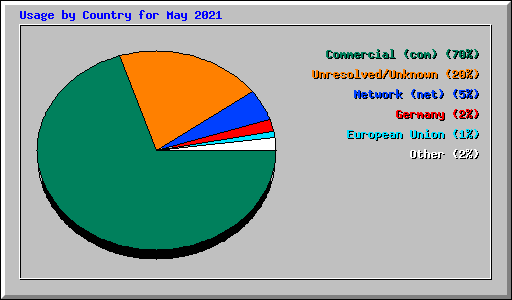 Usage by Country for May 2021
Commercial (com) (70%)
Unresolved/Unknown (20%)
Network (net) (5%)
Germany (2%)
European Union (1%)
Other (2%)